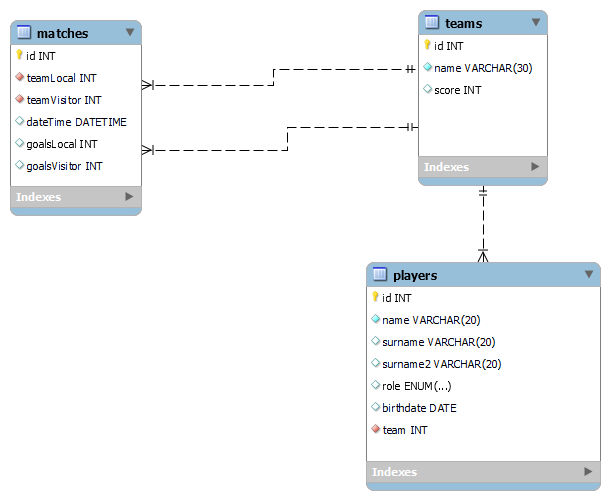 matches
id INT
teamLocal INT
teamVisitor INT
dateTime DATETIME
goalsLocal INT
goalsVisitor INT
Indexes
teams
id INT
name VARCHAR(30)
score INT
Indexes
players
id INT
name VARCHAR(20)
surname VARCHAR(20)
surname2 VARCHAR(20)
role ENUM(...)
birthdate DATE
team INT
Indexes